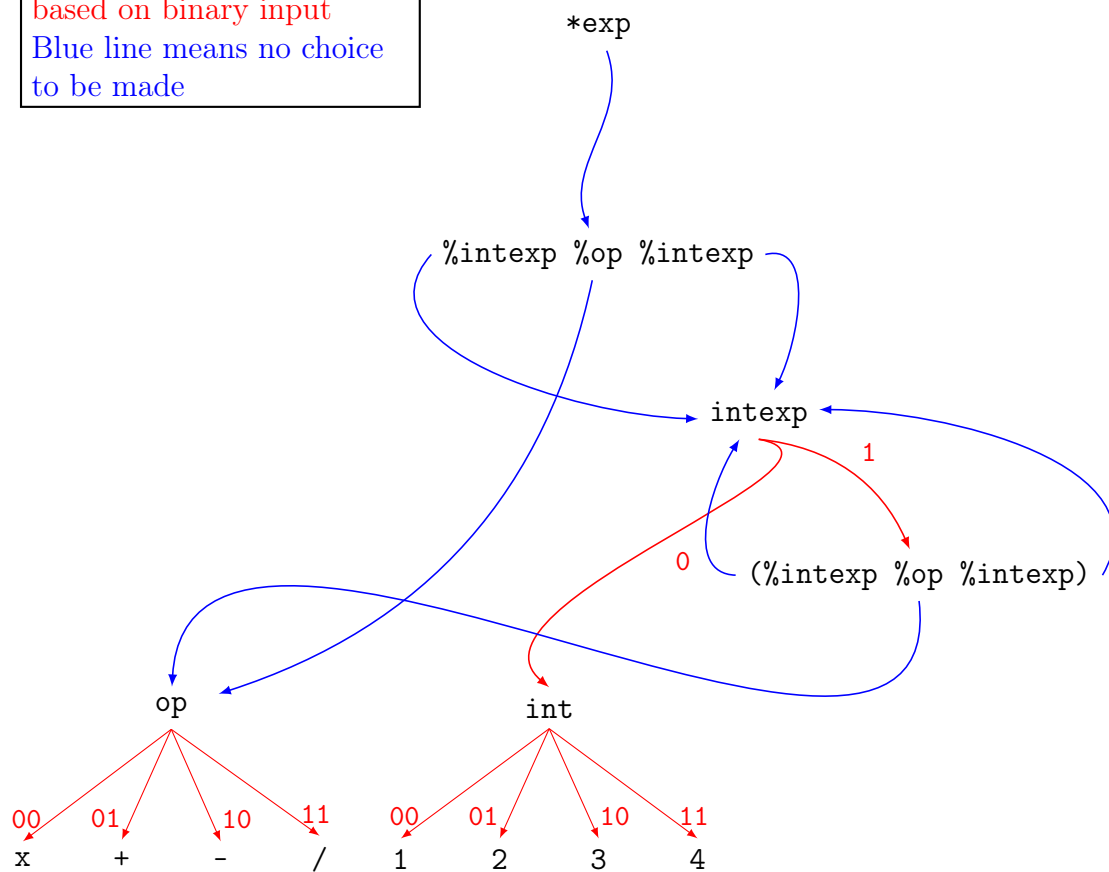 based on binary input
Blue line means no choice
to be made
*exp
%intexp %op %intexp
intexp
1
0
(%intexp %op %intexp)
op
int
00 01 10 11 00 01 10 11
x + - / 1 2 3 4